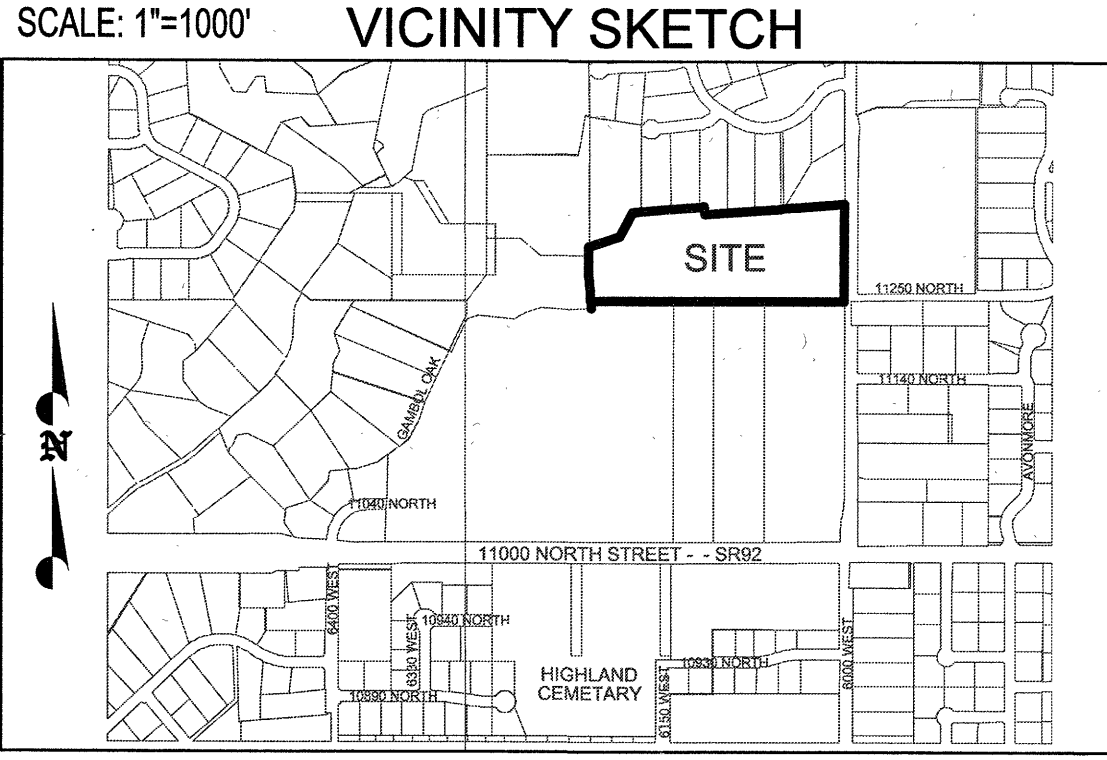 SCALE: 1"=1000'
VICINITY SKETCH
SITE
11250 NORTH
11140 NORTH
GAMBOL OAK
AVONMORE
11040 NORTH
N
11000 NORTH STREET - - SR92
6400 WEST
6380 WEST
10940 NORTH
10890 NORTH
HIGHLAND
CEMETARY
6150 WEST
10930 NORTH
6000 WEST